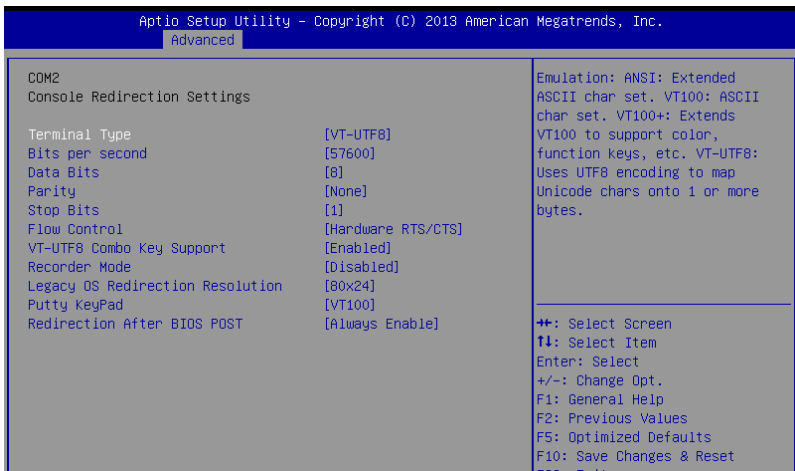 Aptio Setup Utility – Copyright (C) 2013 American Megatrends, Inc.
Advanced
COM2
Console Redirection Settings
Terminal Type [VT-UTF8]
Bits per second [57600]
Data Bits [8]
Parity [None]
Stop Bits [1]
Flow Control [Hardware RTS/CTS]
VT-UTF8 Combo Key Support [Enabled]
Recorder Mode [Disabled]
Legacy OS Redirection Resolution [80x24]
Putty KeyPad [VT100]
Redirection After BIOS POST [Always Enable]
Emulation: ANSI: Extended
ASCII char set. VT100: ASCII
char set. VT100+: Extends
VT100 to support color,
function keys, etc. VT-UTF8:
Uses UTF8 encoding to map
Unicode chars onto 1 or more
bytes.
→←: Select Screen
↑↓: Select Item
Enter: Select
+/-: Change Opt.
F1: General Help
F2: Previous Values
F5: Optimized Defaults
F10: Save Changes & Reset